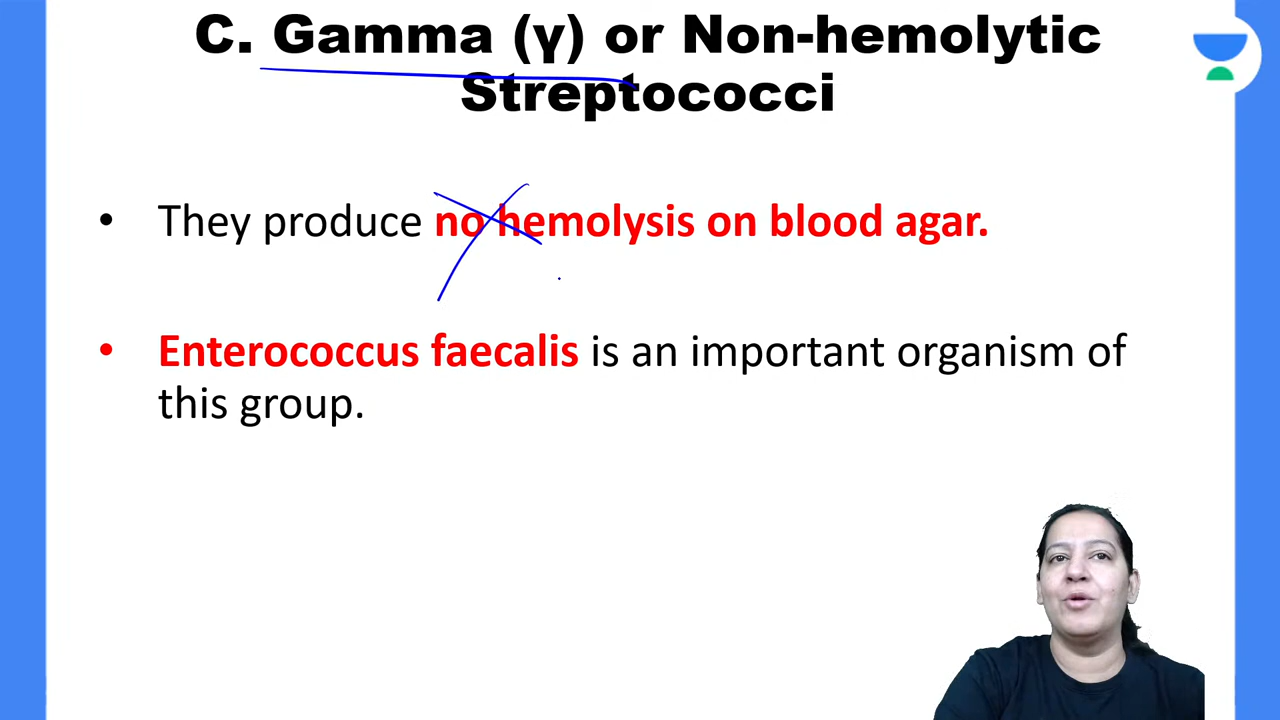 C. Gamma (γ) or Non-hemolytic
Streptococci
• They produce no hemolysis on blood agar.
• Enterococcus faecalis is an important organism of
this group.